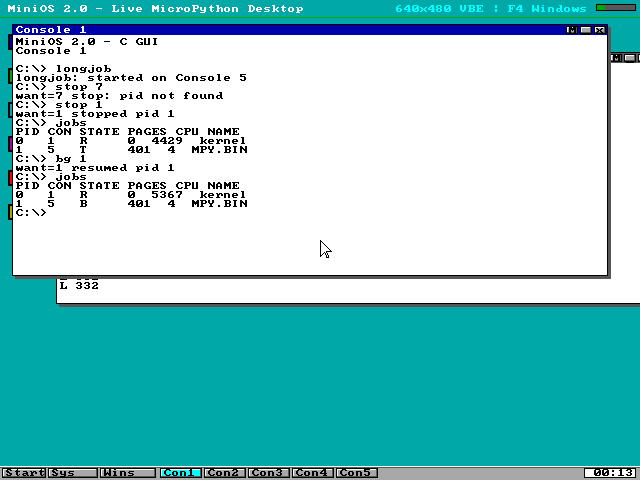 MiniOS 2.0 - Live MicroPython Desktop
640x480 VBE | F4 Windows
Console 1
MiniOS 2.0 - C GUI
Console 1
C:\> longjob
longjob: started on Console 5
C:\> stop 7
want=7 stop: pid not found
C:\> stop 1
want=1 stopped pid 1
C:\> jobs
PID CON STATE PAGES CPU NAME
0 1 R 0 4429 kernel
1 5 T 401 4 MPY.BIN
C:\> bg 1
want=1 resumed pid 1
C:\> jobs
PID CON STATE PAGES CPU NAME
0 1 R 0 5367 kernel
1 5 B 401 4 MPY.BIN
C:\>
L 332
Start Sys Wins Con1 Con2 Con3 Con4 Con5 00:13